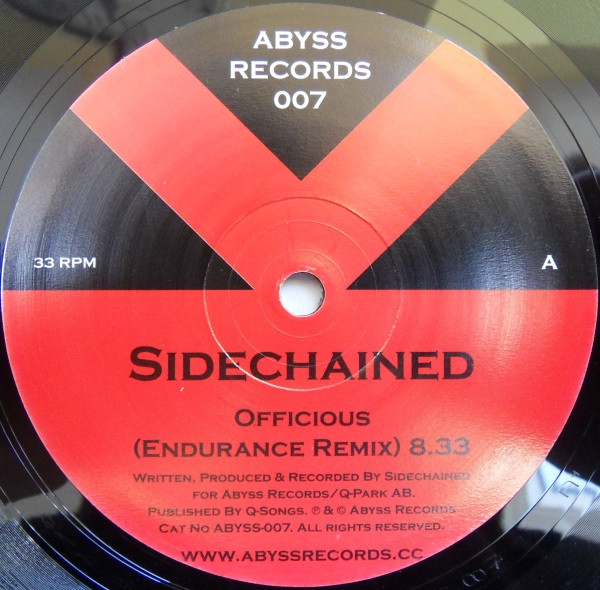 ABYSS
RECORDS
007
33 RPM
A
SIDECHAINED
OFFICIOUS
(ENDURANCE REMIX) 8.33
WRITTEN, PRODUCED & RECORDED BY SIDECHAINED
FOR ABYSS RECORDS/Q-PARK AB.
PUBLISHED BY Q-SONGS. ℗ & © ABYSS RECORDS
CAT NO ABYSS-007. ALL RIGHTS RESERVED.
WWW.ABYSSRECORDS.CC